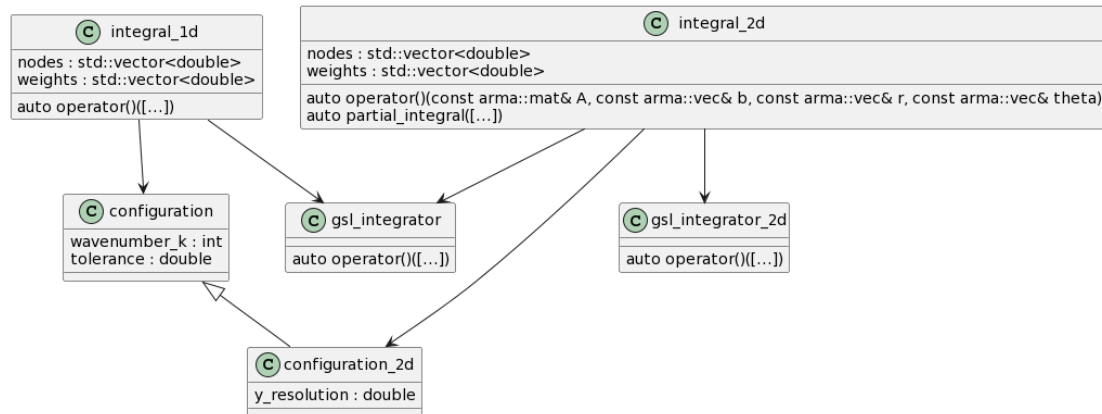 C integral_1d
nodes : std::vector<double>
weights : std::vector<double>
auto operator()([...])
C integral_2d
nodes : std::vector<double>
weights : std::vector<double>
auto operator()(const arma::mat& A, const arma::vec& b, const arma::vec& r, const arma::vec& theta)
auto partial_integral([...])
C configuration
wavenumber_k : int
tolerance : double
C gsl_integrator
auto operator()([...])
C gsl_integrator_2d
auto operator()([...])
C configuration_2d
y_resolution : double